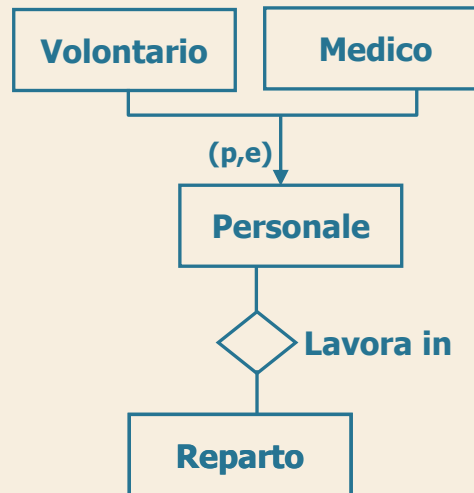 Volontario
Medico
(p,e)
Personale
Lavora in
Reparto